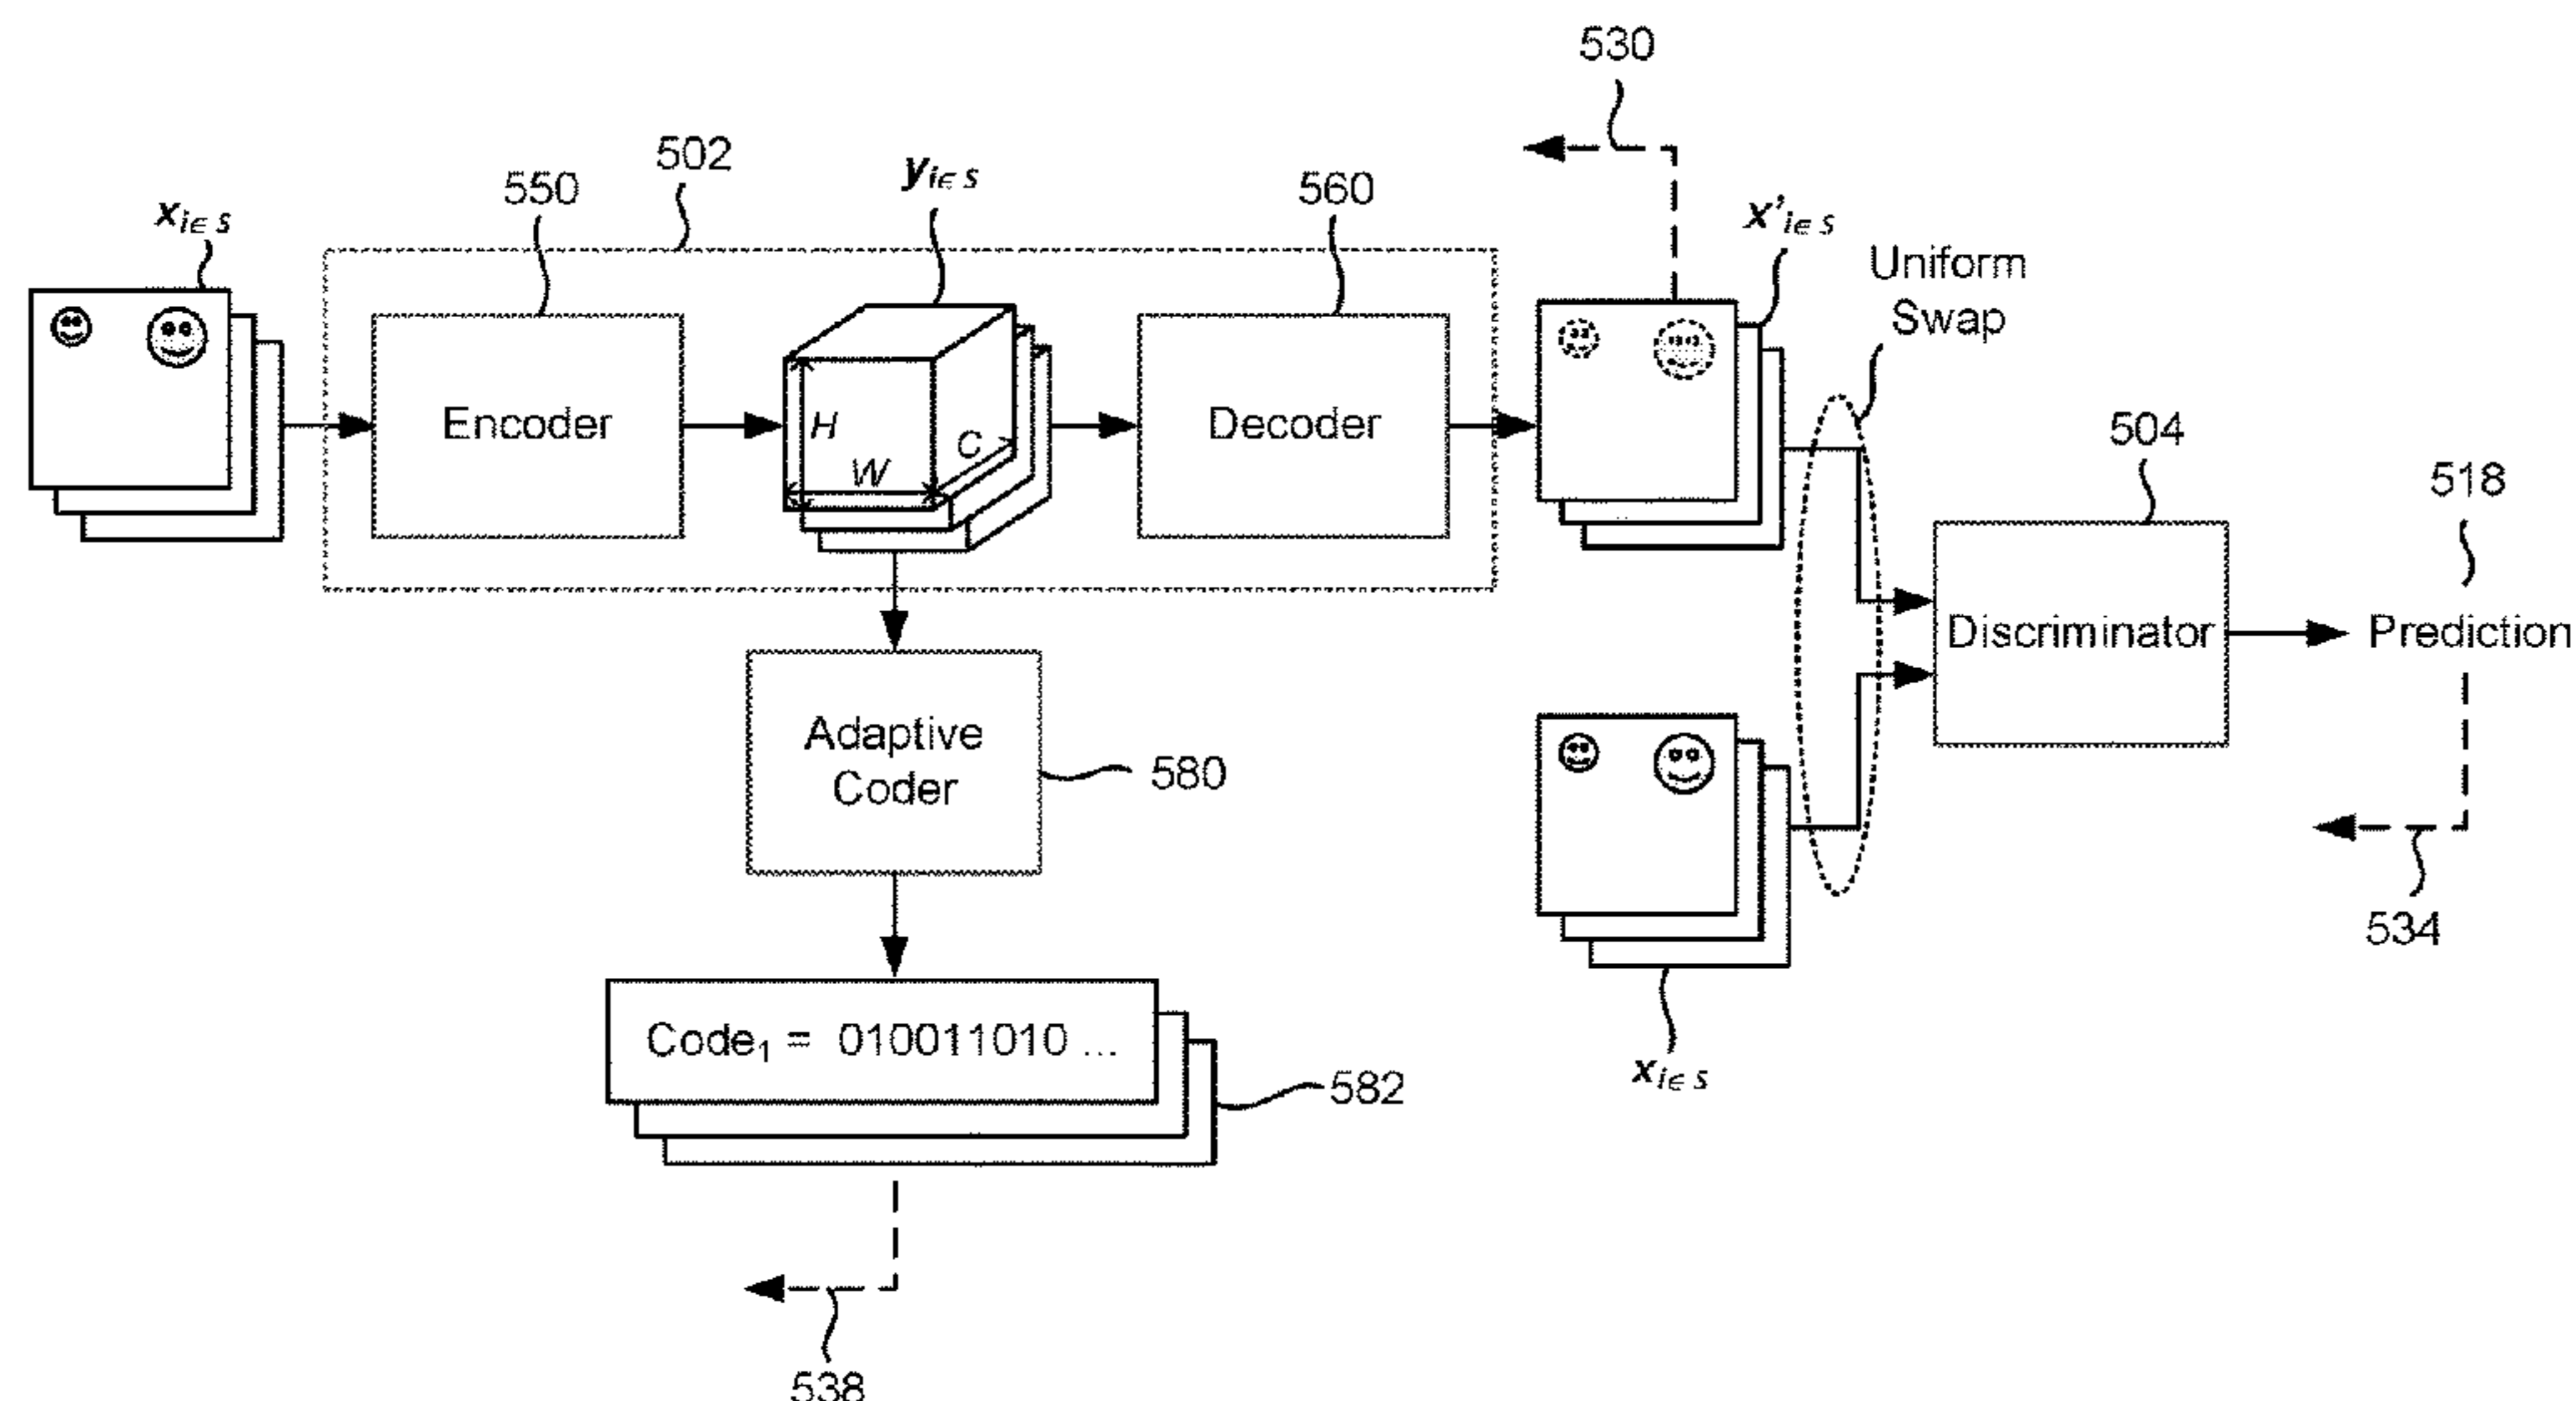 530
502
y i∈ S
550
560
x i∈ S
x' i∈ S
Uniform
Swap
Encoder
H
W
C
Decoder
504
518
Discriminator
Prediction
Adaptive
Coder
580
534
Code1 = 010011010 ...
582
x i∈ S
538